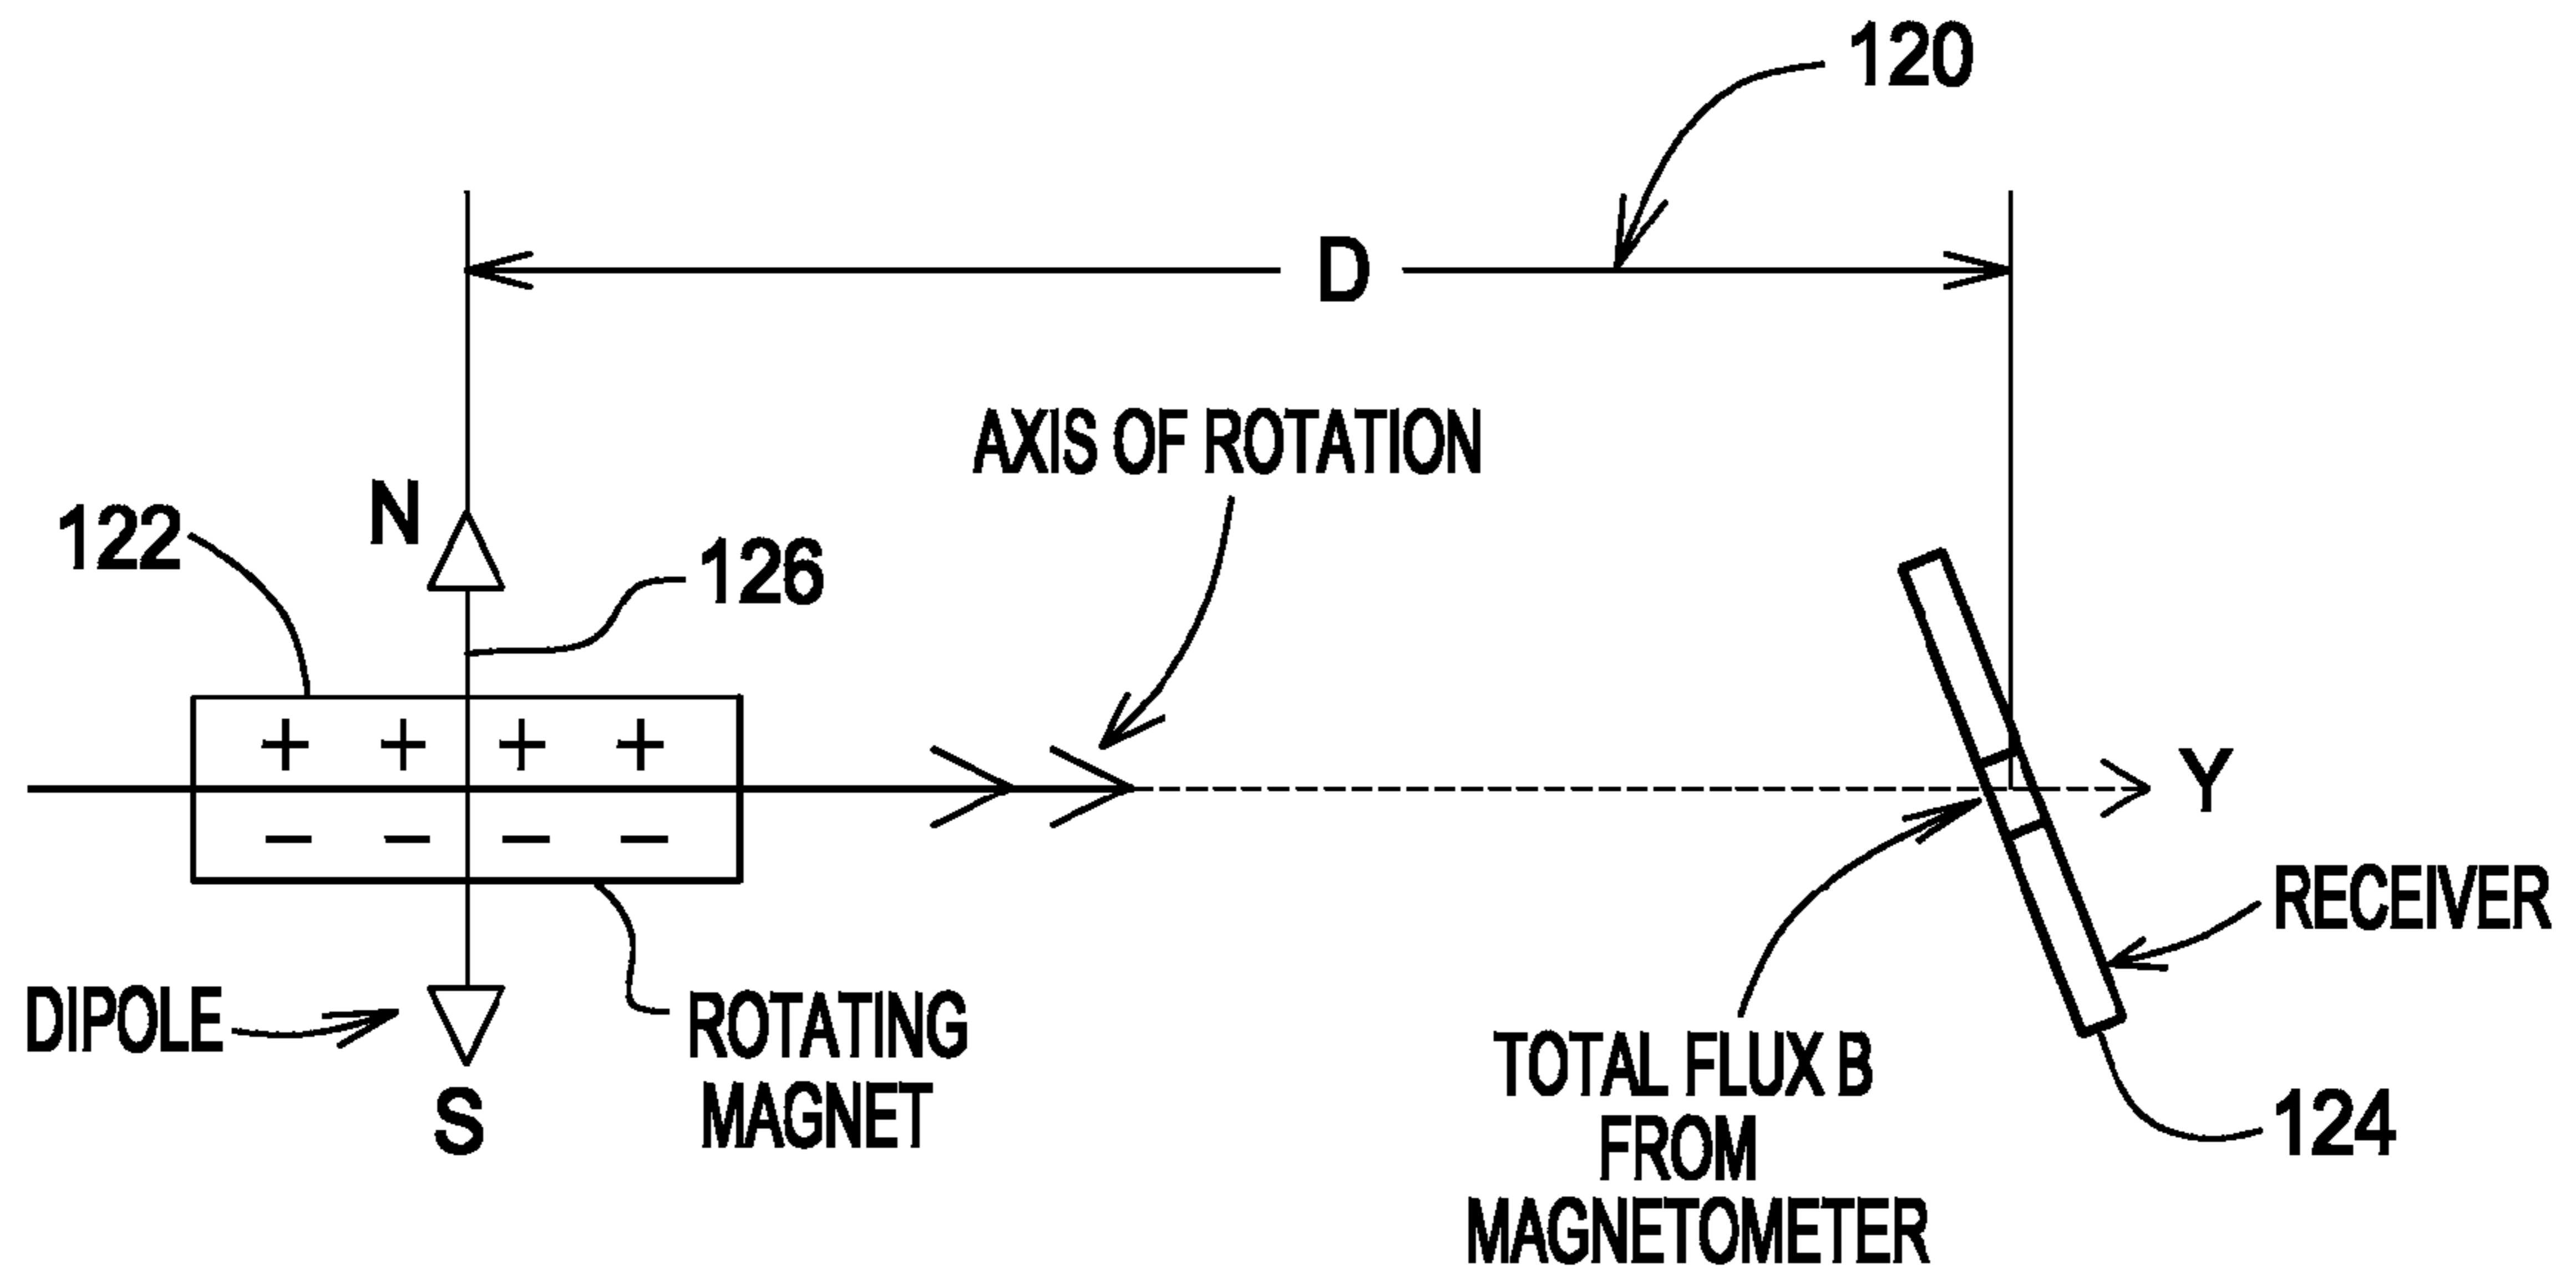 120
D
AXIS OF ROTATION
N
122
126
+ + + +
− − − −
Y
RECEIVER
DIPOLE
S
ROTATING
MAGNET
TOTAL FLUX B
FROM
MAGNETOMETER
124